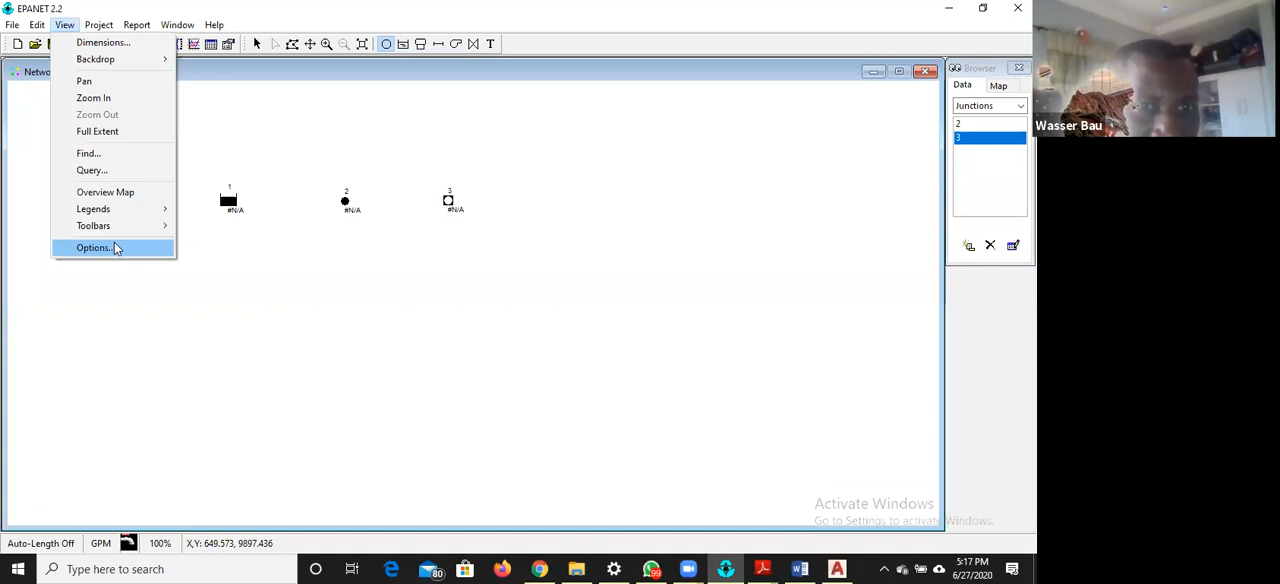 EPANET 2.2
File Edit View Project Report Window Help
Dimensions...
Backdrop
Pan
Zoom In
Zoom Out
Full Extent
Find...
Query...
Overview Map
Legends
Toolbars
Options...
Netwo
T
1
#N/A
2
#N/A
3
#N/A
Browser
Data Map
Junctions
2
3
Wasser Bau
Activate Windows
Go to Settings to activate Windows.
Auto-Length Off GPM 100% X,Y: 649.573, 9897.436
Type here to search
80
99
5:17 PM
6/27/2020